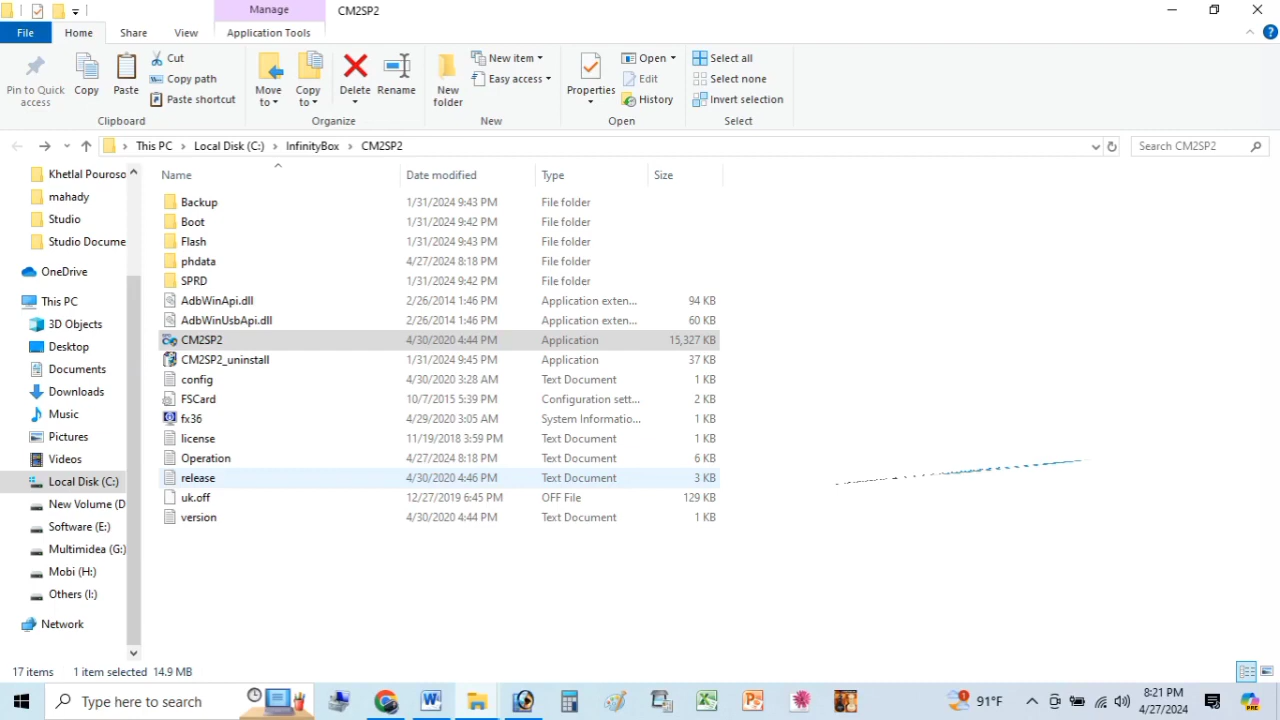 Manage
CM2SP2
File
Home
Share
View
Application Tools
Pin to Quick access
Copy
Paste
Cut
Copy path
Paste shortcut
Clipboard
Move to
Copy to
Delete
Rename
Organize
New folder
New item
Easy access
New
Properties
Open
Edit
History
Open
Select all
Select none
Invert selection
Select
This PC > Local Disk (C:) > InfinityBox > CM2SP2
Search CM2SP2
Khetlal Pouroso
mahady
Studio
Studio Docume
OneDrive
This PC
3D Objects
Desktop
Documents
Downloads
Music
Pictures
Videos
Local Disk (C:)
New Volume (D
Software (E:)
Multimidea (G:)
Mobi (H:)
Others (I:)
Network
Name Date modified Type Size
Backup 1/31/2024 9:43 PM File folder
Boot 1/31/2024 9:42 PM File folder
Flash 1/31/2024 9:43 PM File folder
phdata 4/27/2024 8:18 PM File folder
SPRD 1/31/2024 9:42 PM File folder
AdbWinApi.dll 2/26/2014 1:46 PM Application exten... 94 KB
AdbWinUsbApi.dll 2/26/2014 1:46 PM Application exten... 60 KB
CM2SP2 4/30/2020 4:44 PM Application 15,327 KB
CM2SP2_uninstall 1/31/2024 9:45 PM Application 37 KB
config 4/30/2020 3:28 AM Text Document 1 KB
FSCard 10/7/2015 5:39 PM Configuration sett... 2 KB
fx36 4/29/2020 3:05 AM System Informatio... 1 KB
license 11/19/2018 3:59 PM Text Document 1 KB
Operation 4/27/2024 8:18 PM Text Document 6 KB
release 4/30/2020 4:46 PM Text Document 3 KB
uk.off 12/27/2019 6:45 PM OFF File 129 KB
version 4/30/2020 4:44 PM Text Document 1 KB
17 items 1 item selected 14.9 MB
Type here to search
91°F
8:21 PM
4/27/2024